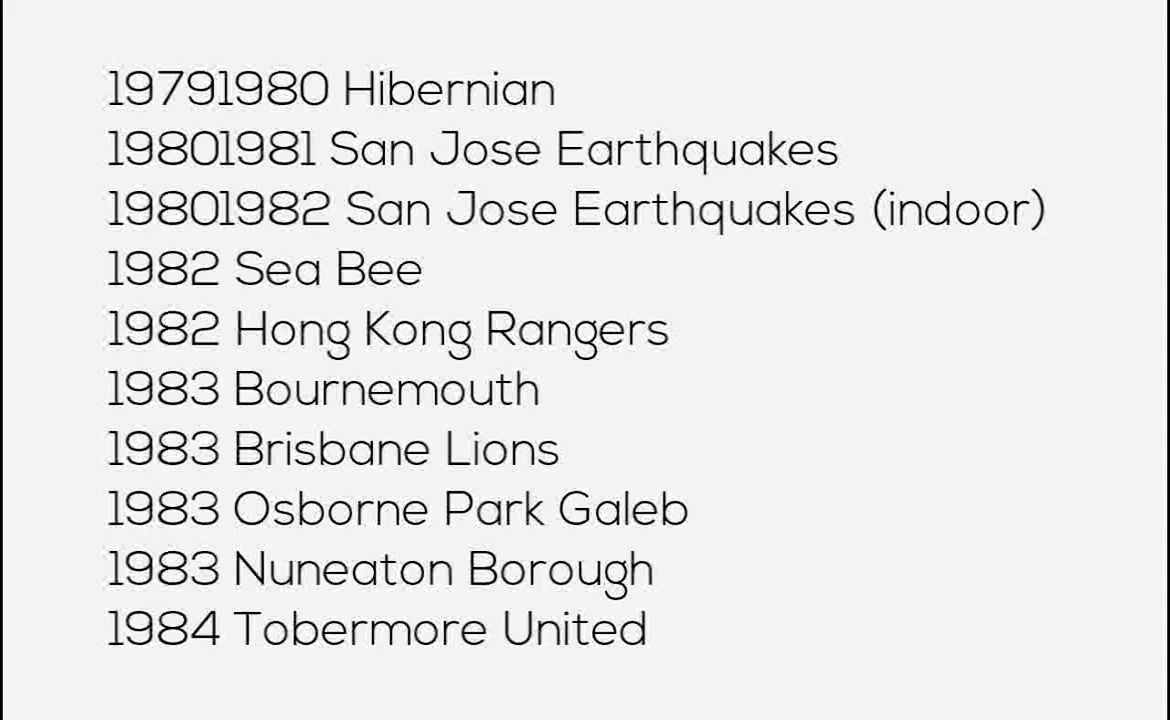 19791980 Hibernian
19801981 San Jose Earthquakes
19801982 San Jose Earthquakes (indoor)
1982 Sea Bee
1982 Hong Kong Rangers
1983 Bournemouth
1983 Brisbane Lions
1983 Osborne Park Galeb
1983 Nuneaton Borough
1984 Tobermore United